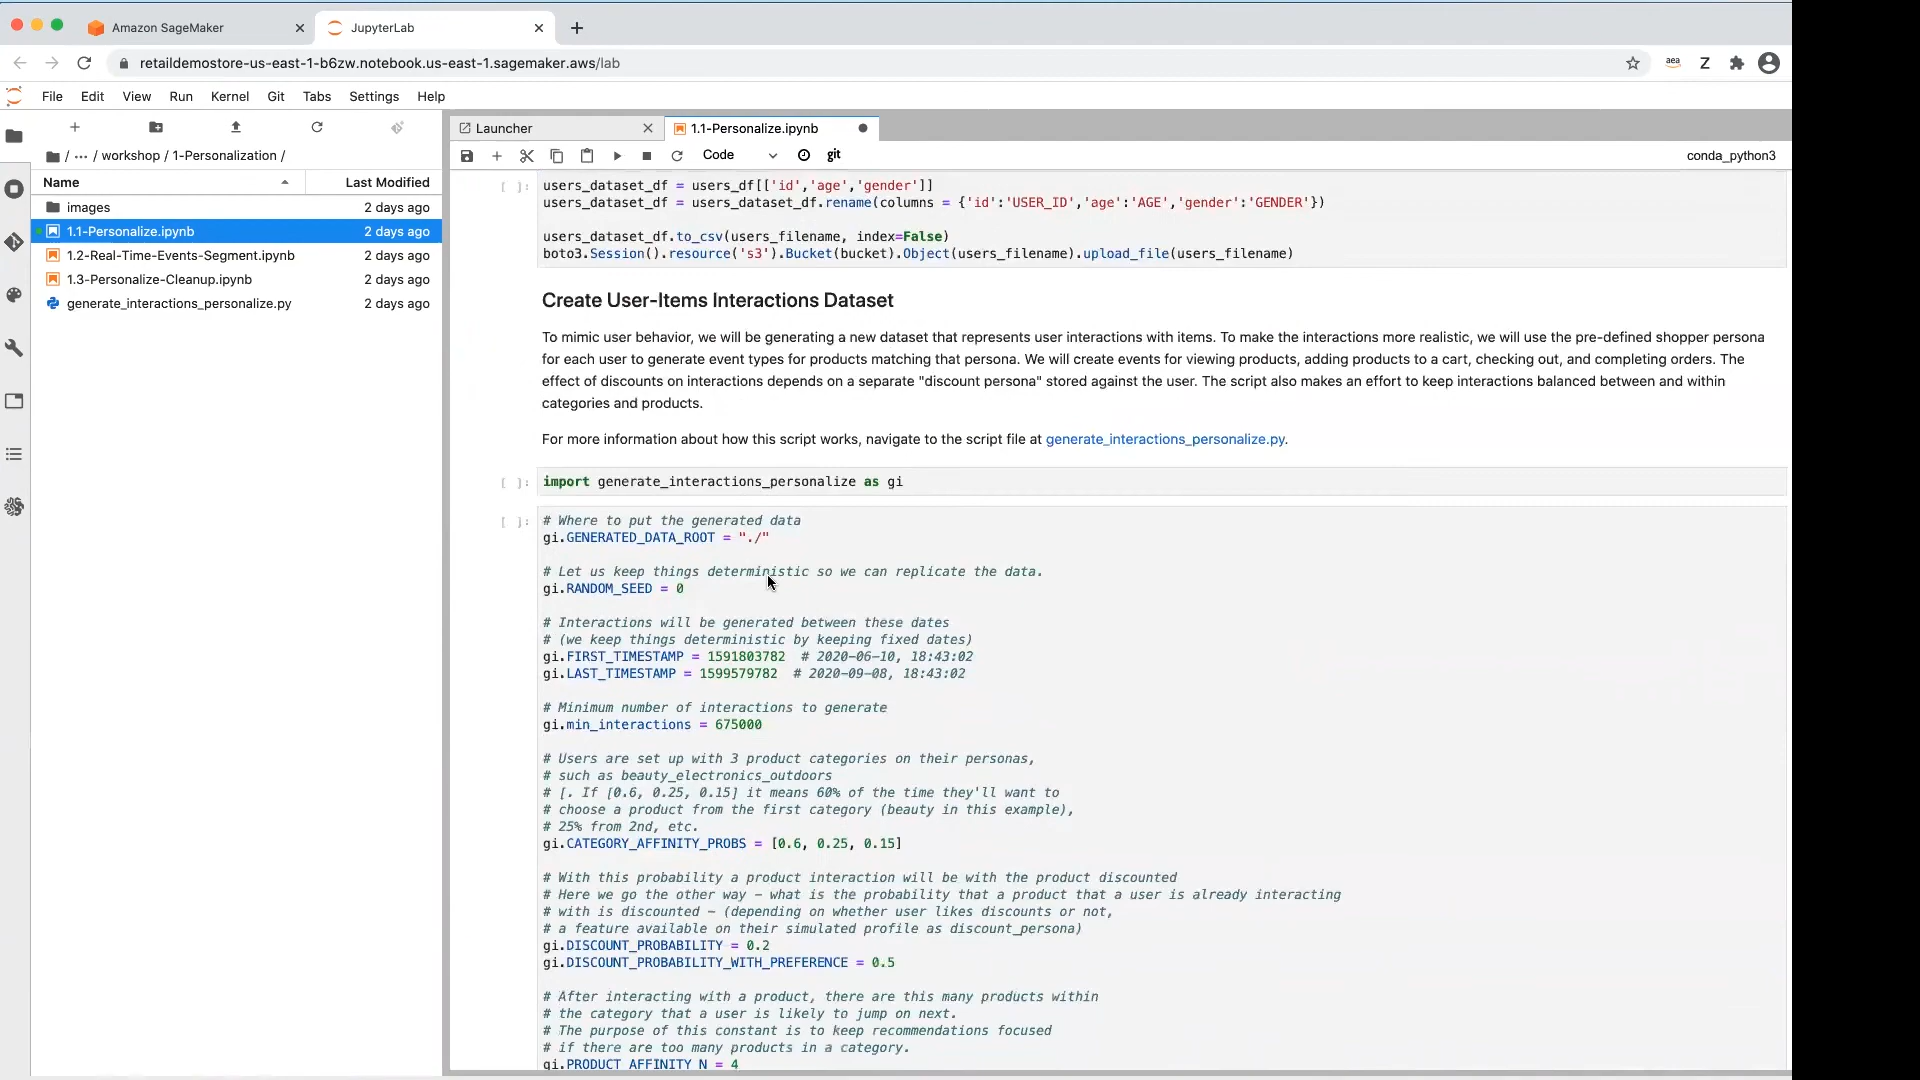 Amazon SageMaker
JupyterLab
retaildemostore-us-east-1-b6zw.notebook.us-east-1.sagemaker.aws/lab
aea
Z
File Edit View Run Kernel Git Tabs Settings Help
Launcher
1.1-Personalize.ipynb
/ ··· / workshop / 1-Personalization /
Code
git
conda_python3
Name Last Modified
images 2 days ago
1.1-Personalize.ipynb 2 days ago
1.2-Real-Time-Events-Segment.ipynb 2 days ago
1.3-Personalize-Cleanup.ipynb 2 days ago
generate_interactions_personalize.py 2 days ago
[ ]: users_dataset_df = users_df[['id','age','gender']]
users_dataset_df = users_dataset_df.rename(columns = {'id':'USER_ID','age':'AGE','gender':'GENDER'})
users_dataset_df.to_csv(users_filename, index=False)
boto3.Session().resource('s3').Bucket(bucket).Object(users_filename).upload_file(users_filename)
Create User-Items Interactions Dataset
To mimic user behavior, we will be generating a new dataset that represents user interactions with items. To make the interactions more realistic, we will use the pre-defined shopper persona
for each user to generate event types for products matching that persona. We will create events for viewing products, adding products to a cart, checking out, and completing orders. The
effect of discounts on interactions depends on a separate "discount persona" stored against the user. The script also makes an effort to keep interactions balanced between and within
categories and products.
For more information about how this script works, navigate to the script file at generate_interactions_personalize.py.
[ ]: import generate_interactions_personalize as gi
[ ]: # Where to put the generated data
gi.GENERATED_DATA_ROOT = "./"
# Let us keep things deterministic so we can replicate the data.
gi.RANDOM_SEED = 0
# Interactions will be generated between these dates
# (we keep things deterministic by keeping fixed dates)
gi.FIRST_TIMESTAMP = 1591803782 # 2020-06-10, 18:43:02
gi.LAST_TIMESTAMP = 1599579782 # 2020-09-08, 18:43:02
# Minimum number of interactions to generate
gi.min_interactions = 675000
# Users are set up with 3 product categories on their personas,
# such as beauty_electronics_outdoors
# [. If [0.6, 0.25, 0.15] it means 60% of the time they'll want to
# choose a product from the first category (beauty in this example),
# 25% from 2nd, etc.
gi.CATEGORY_AFFINITY_PROBS = [0.6, 0.25, 0.15]
# With this probability a product interaction will be with the product discounted
# Here we go the other way - what is the probability that a product that a user is already interacting
# with is discounted - (depending on whether user likes discounts or not,
# a feature available on their simulated profile as discount_persona)
gi.DISCOUNT_PROBABILITY = 0.2
gi.DISCOUNT_PROBABILITY_WITH_PREFERENCE = 0.5
# After interacting with a product, there are this many products within
# the category that a user is likely to jump on next.
# The purpose of this constant is to keep recommendations focused
# if there are too many products in a category.
gi.PRODUCT_AFFINITY_N = 4